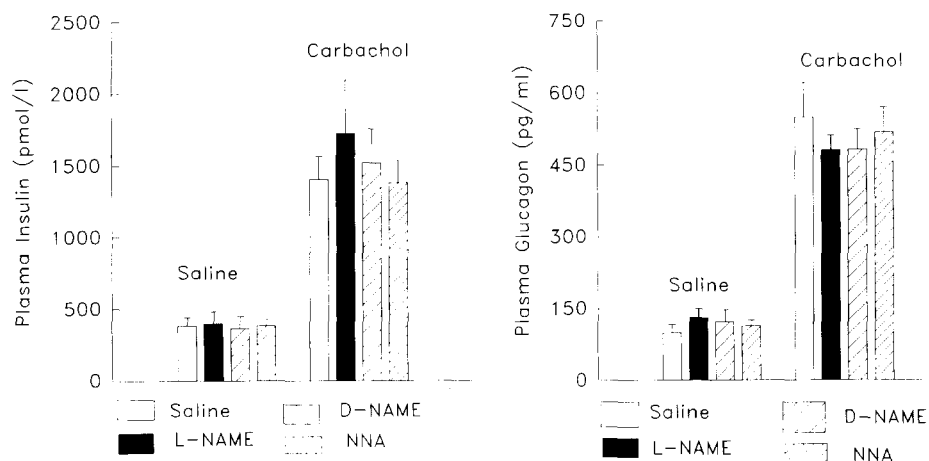 Plasma Insulin (pmol/l)
2500
2000
1500
1000
500
0
Saline
Carbachol
Saline
D-NAME
L-NAME
NNA
Plasma Glucagon (pg/ml)
750
600
450
300
150
0
Saline
Carbachol
Saline
D-NAME
L-NAME
NNA